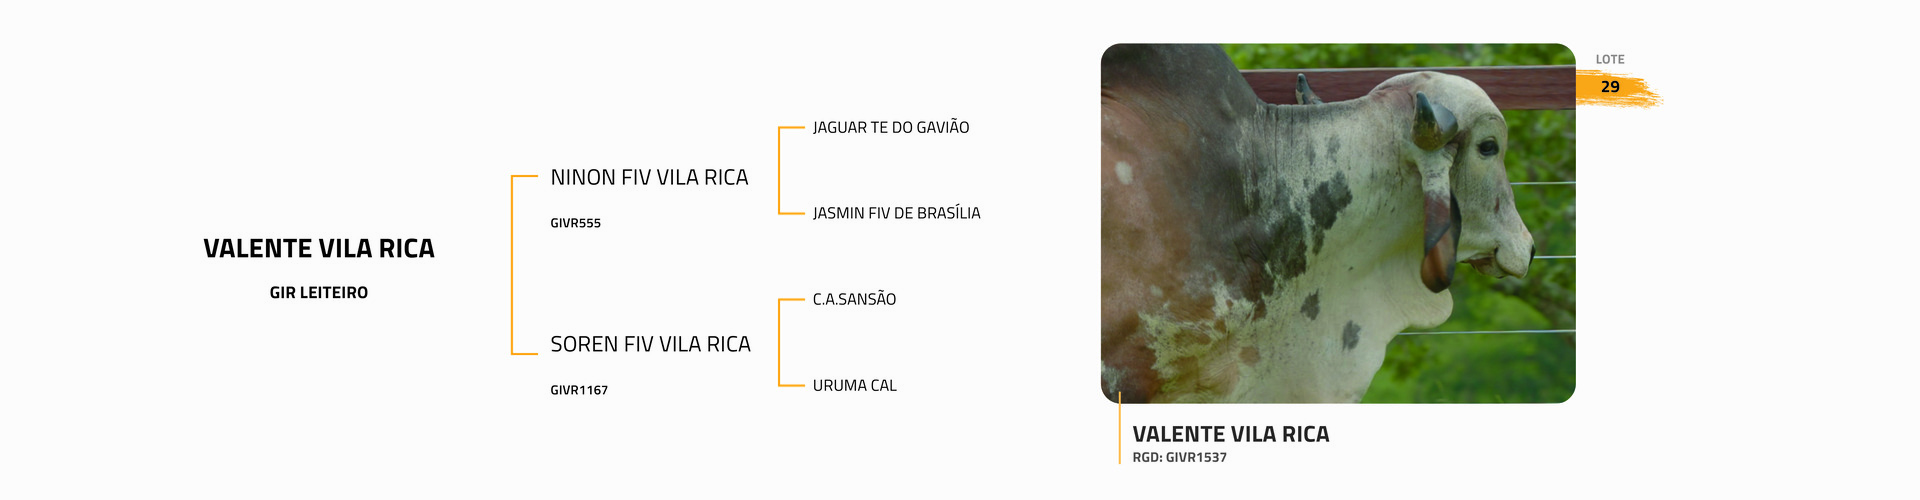 VALENTE VILA RICA
GIR LEITEIRO
NINON FIV VILA RICA
GIVR555
SOREN FIV VILA RICA
GIVR1167
JAGUAR TE DO GAVIÃO
JASMIN FIV DE BRASÍLIA
C.A.SANSÃO
URUMA CAL
LOTE
29
VALENTE VILA RICA
RGD: GIVR1537